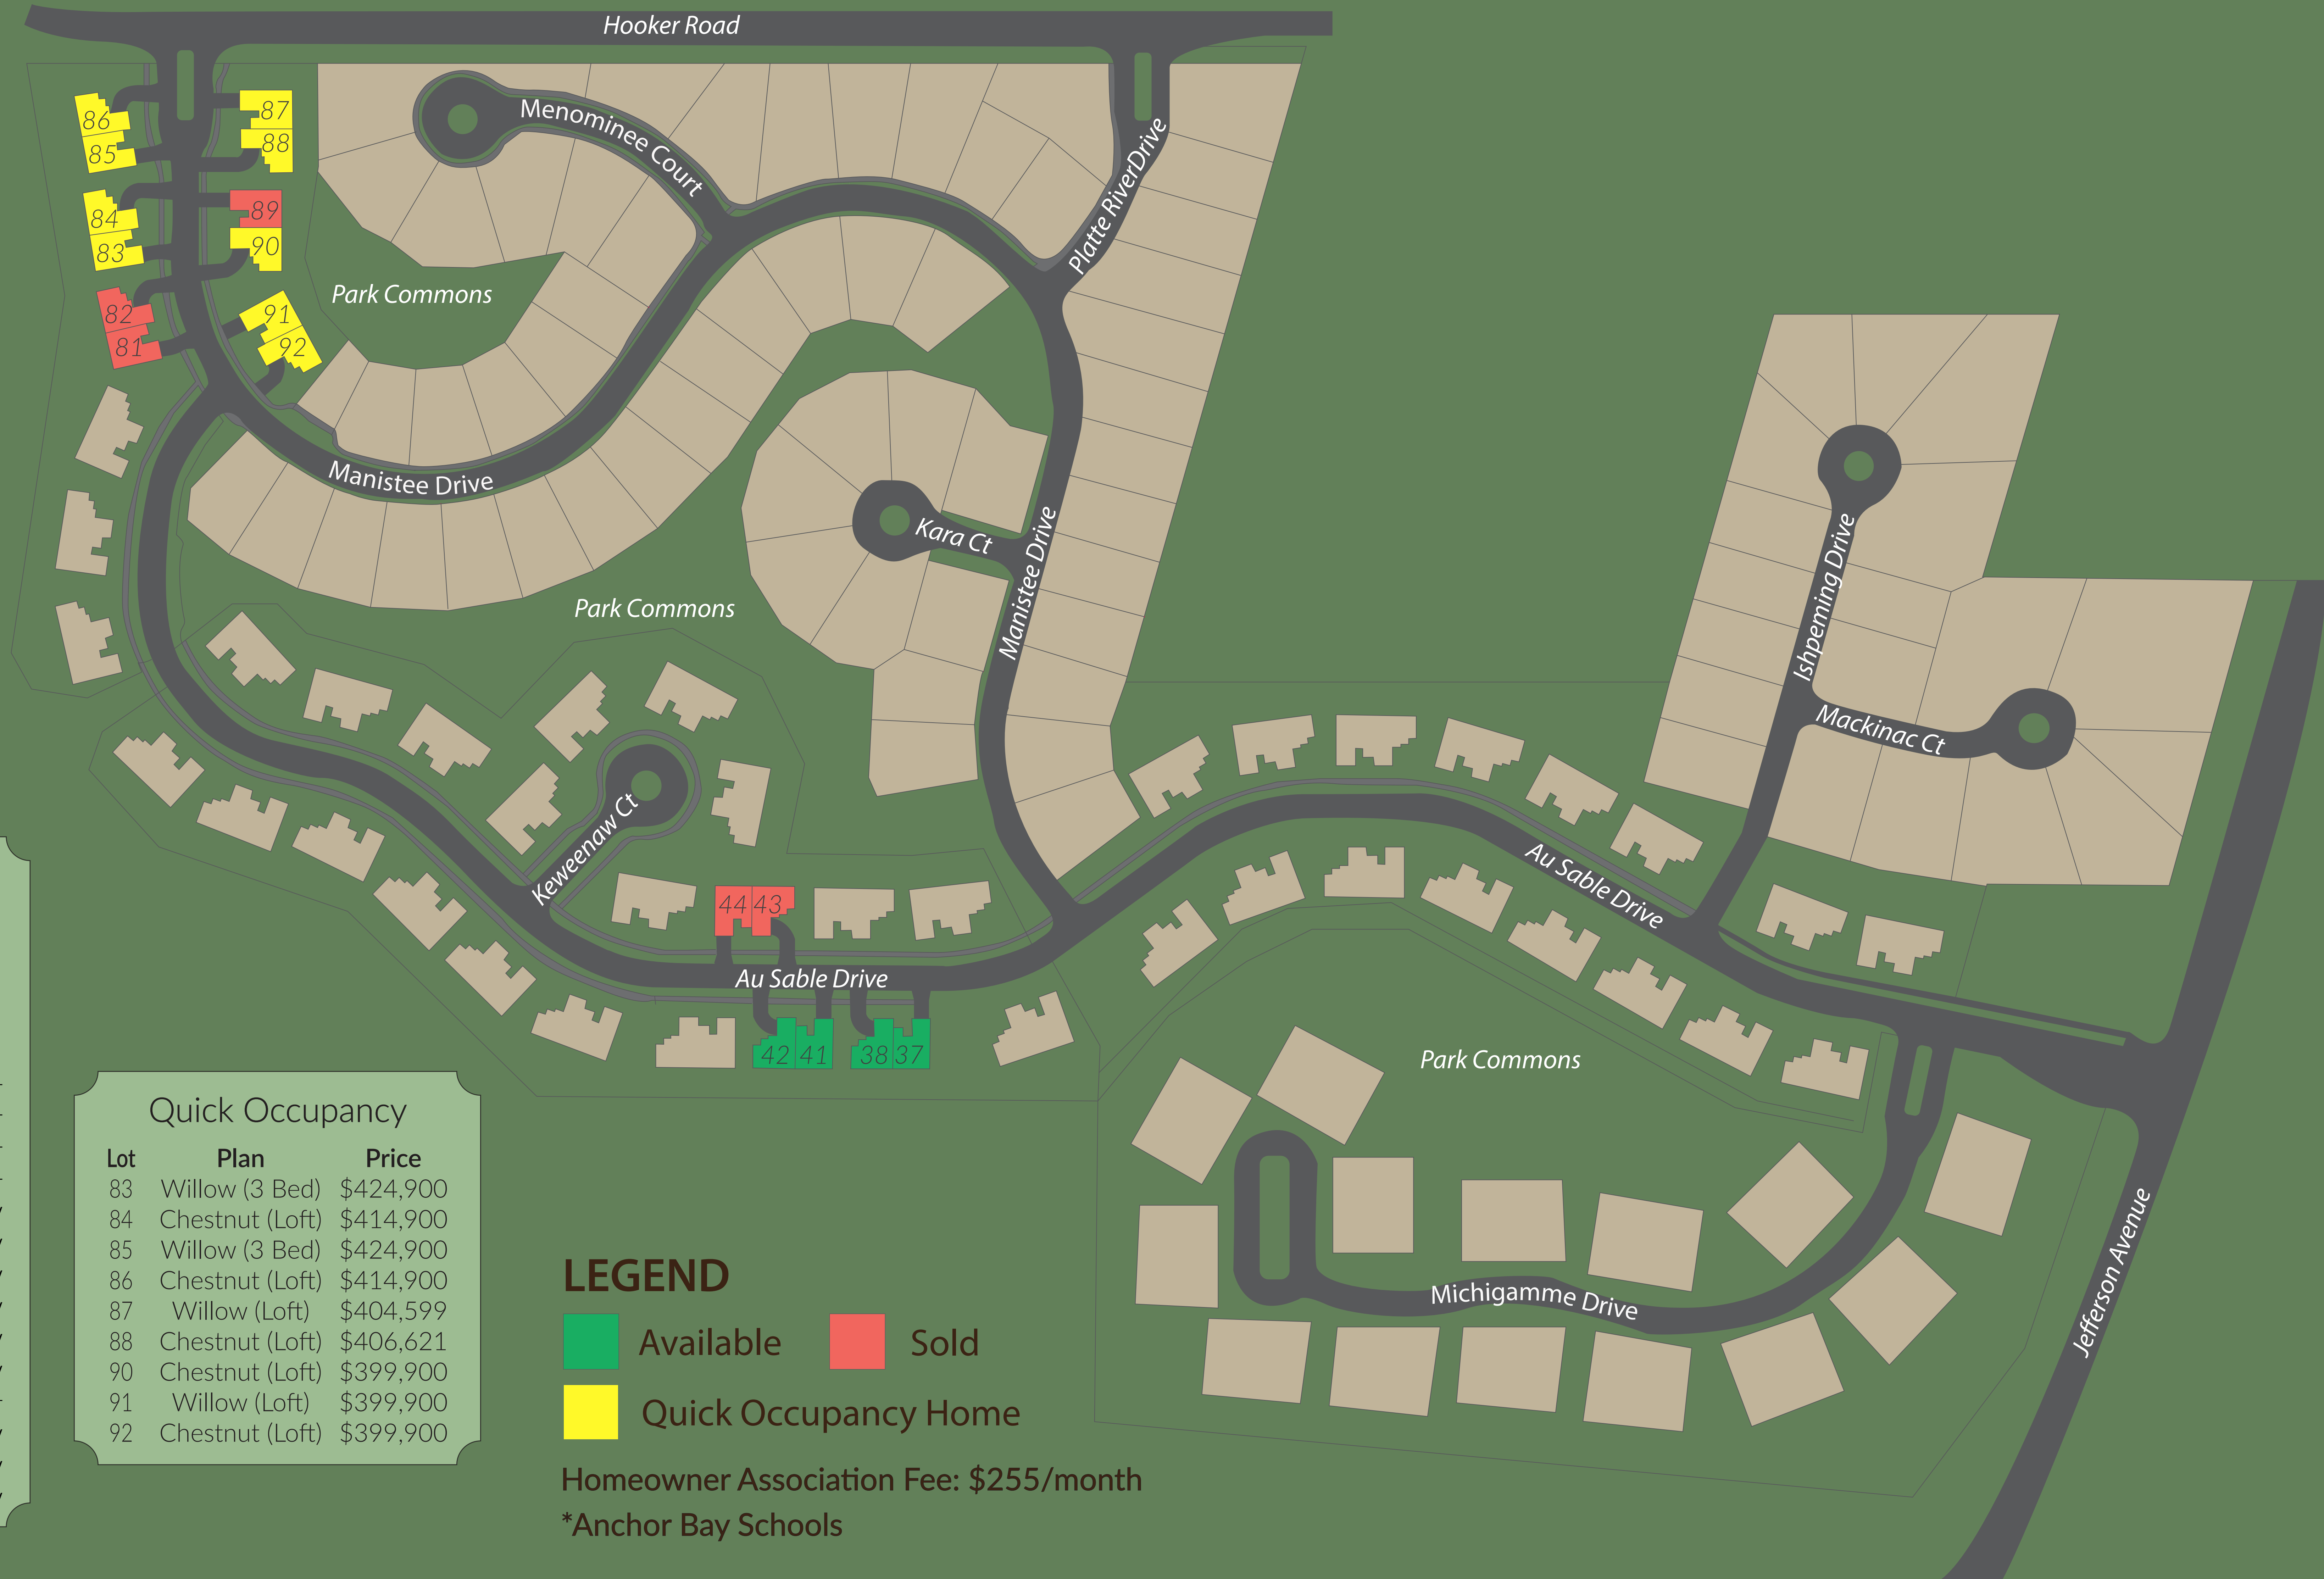 Hooker Road
86
85
87
88
84
83
89
90
82
81
91
92
Menominee Court
Platte RiverDrive
Park Commons
Manistee Drive
Kara Ct
Manistee Drive
Park Commons
Ishpeming Drive
Mackinac Ct
Keweenaw Ct
44 43
Au Sable Drive
Au Sable Drive
42 41 38 37
Park Commons
Michigamme Drive
Jefferson Avenue
Quick Occupancy
Lot Plan Price
83 Willow (3 Bed) $424,900
84 Chestnut (Loft) $414,900
85 Willow (3 Bed) $424,900
86 Chestnut (Loft) $414,900
87 Willow (Loft) $404,599
88 Chestnut (Loft) $406,621
90 Chestnut (Loft) $399,900
91 Willow (Loft) $399,900
92 Chestnut (Loft) $399,900
LEGEND
Available Sold
Quick Occupancy Home
Homeowner Association Fee: $255/month
*Anchor Bay Schools